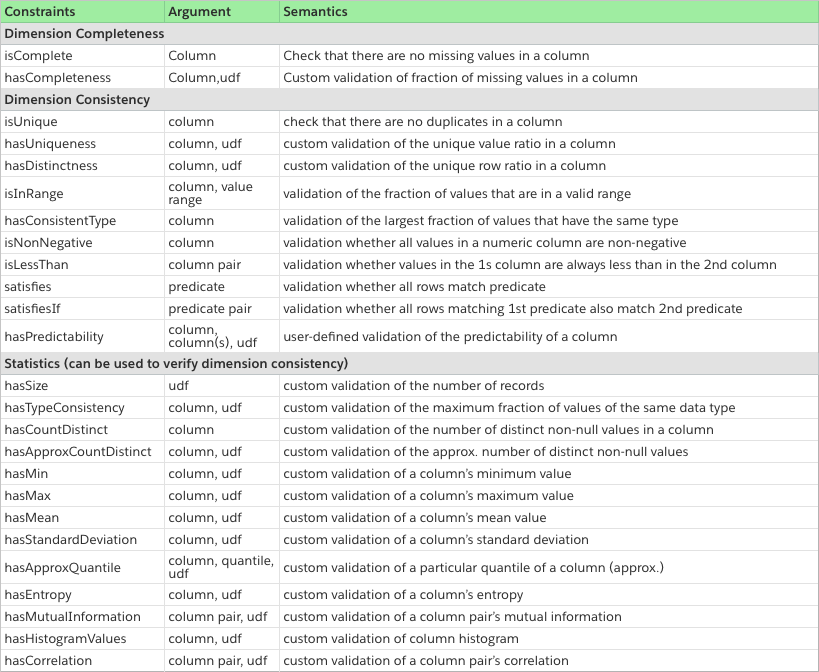 Constraints Argument Semantics
Dimension Completeness
isComplete Column Check that there are no missing values in a column
hasCompleteness Column,udf Custom validation of fraction of missing values in a column
Dimension Consistency
isUnique column check that there are no duplicates in a column
hasUniqueness column, udf custom validation of the unique value ratio in a column
hasDistinctness column, udf custom validation of the unique row ratio in a column
isInRange column, value range validation of the fraction of values that are in a valid range
hasConsistentType column validation of the largest fraction of values that have the same type
isNonNegative column validation whether all values in a numeric column are non-negative
isLessThan column pair validation whether values in the 1s column are always less than in the 2nd column
satisfies predicate validation whether all rows match predicate
satisfiesIf predicate pair validation whether all rows matching 1st predicate also match 2nd predicate
hasPredictability column, column(s), udf user-defined validation of the predictability of a column
Statistics (can be used to verify dimension consistency)
hasSize udf custom validation of the number of records
hasTypeConsistency column, udf custom validation of the maximum fraction of values of the same data type
hasCountDistinct column custom validation of the number of distinct non-null values in a column
hasApproxCountDistinct column, udf custom validation of the approx. number of distinct non-null values
hasMin column, udf custom validation of a column's minimum value
hasMax column, udf custom validation of a column's maximum value
hasMean column, udf custom validation of a column's mean value
hasStandardDeviation column, udf custom validation of a column's standard deviation
hasApproxQuantile column, quantile, udf custom validation of a particular quantile of a column (approx.)
hasEntropy column, udf custom validation of a column's entropy
hasMutualInformation column pair, udf custom validation of a column pair's mutual information
hasHistogramValues column, udf custom validation of column histogram
hasCorrelation column pair, udf custom validation of a column pair's correlation